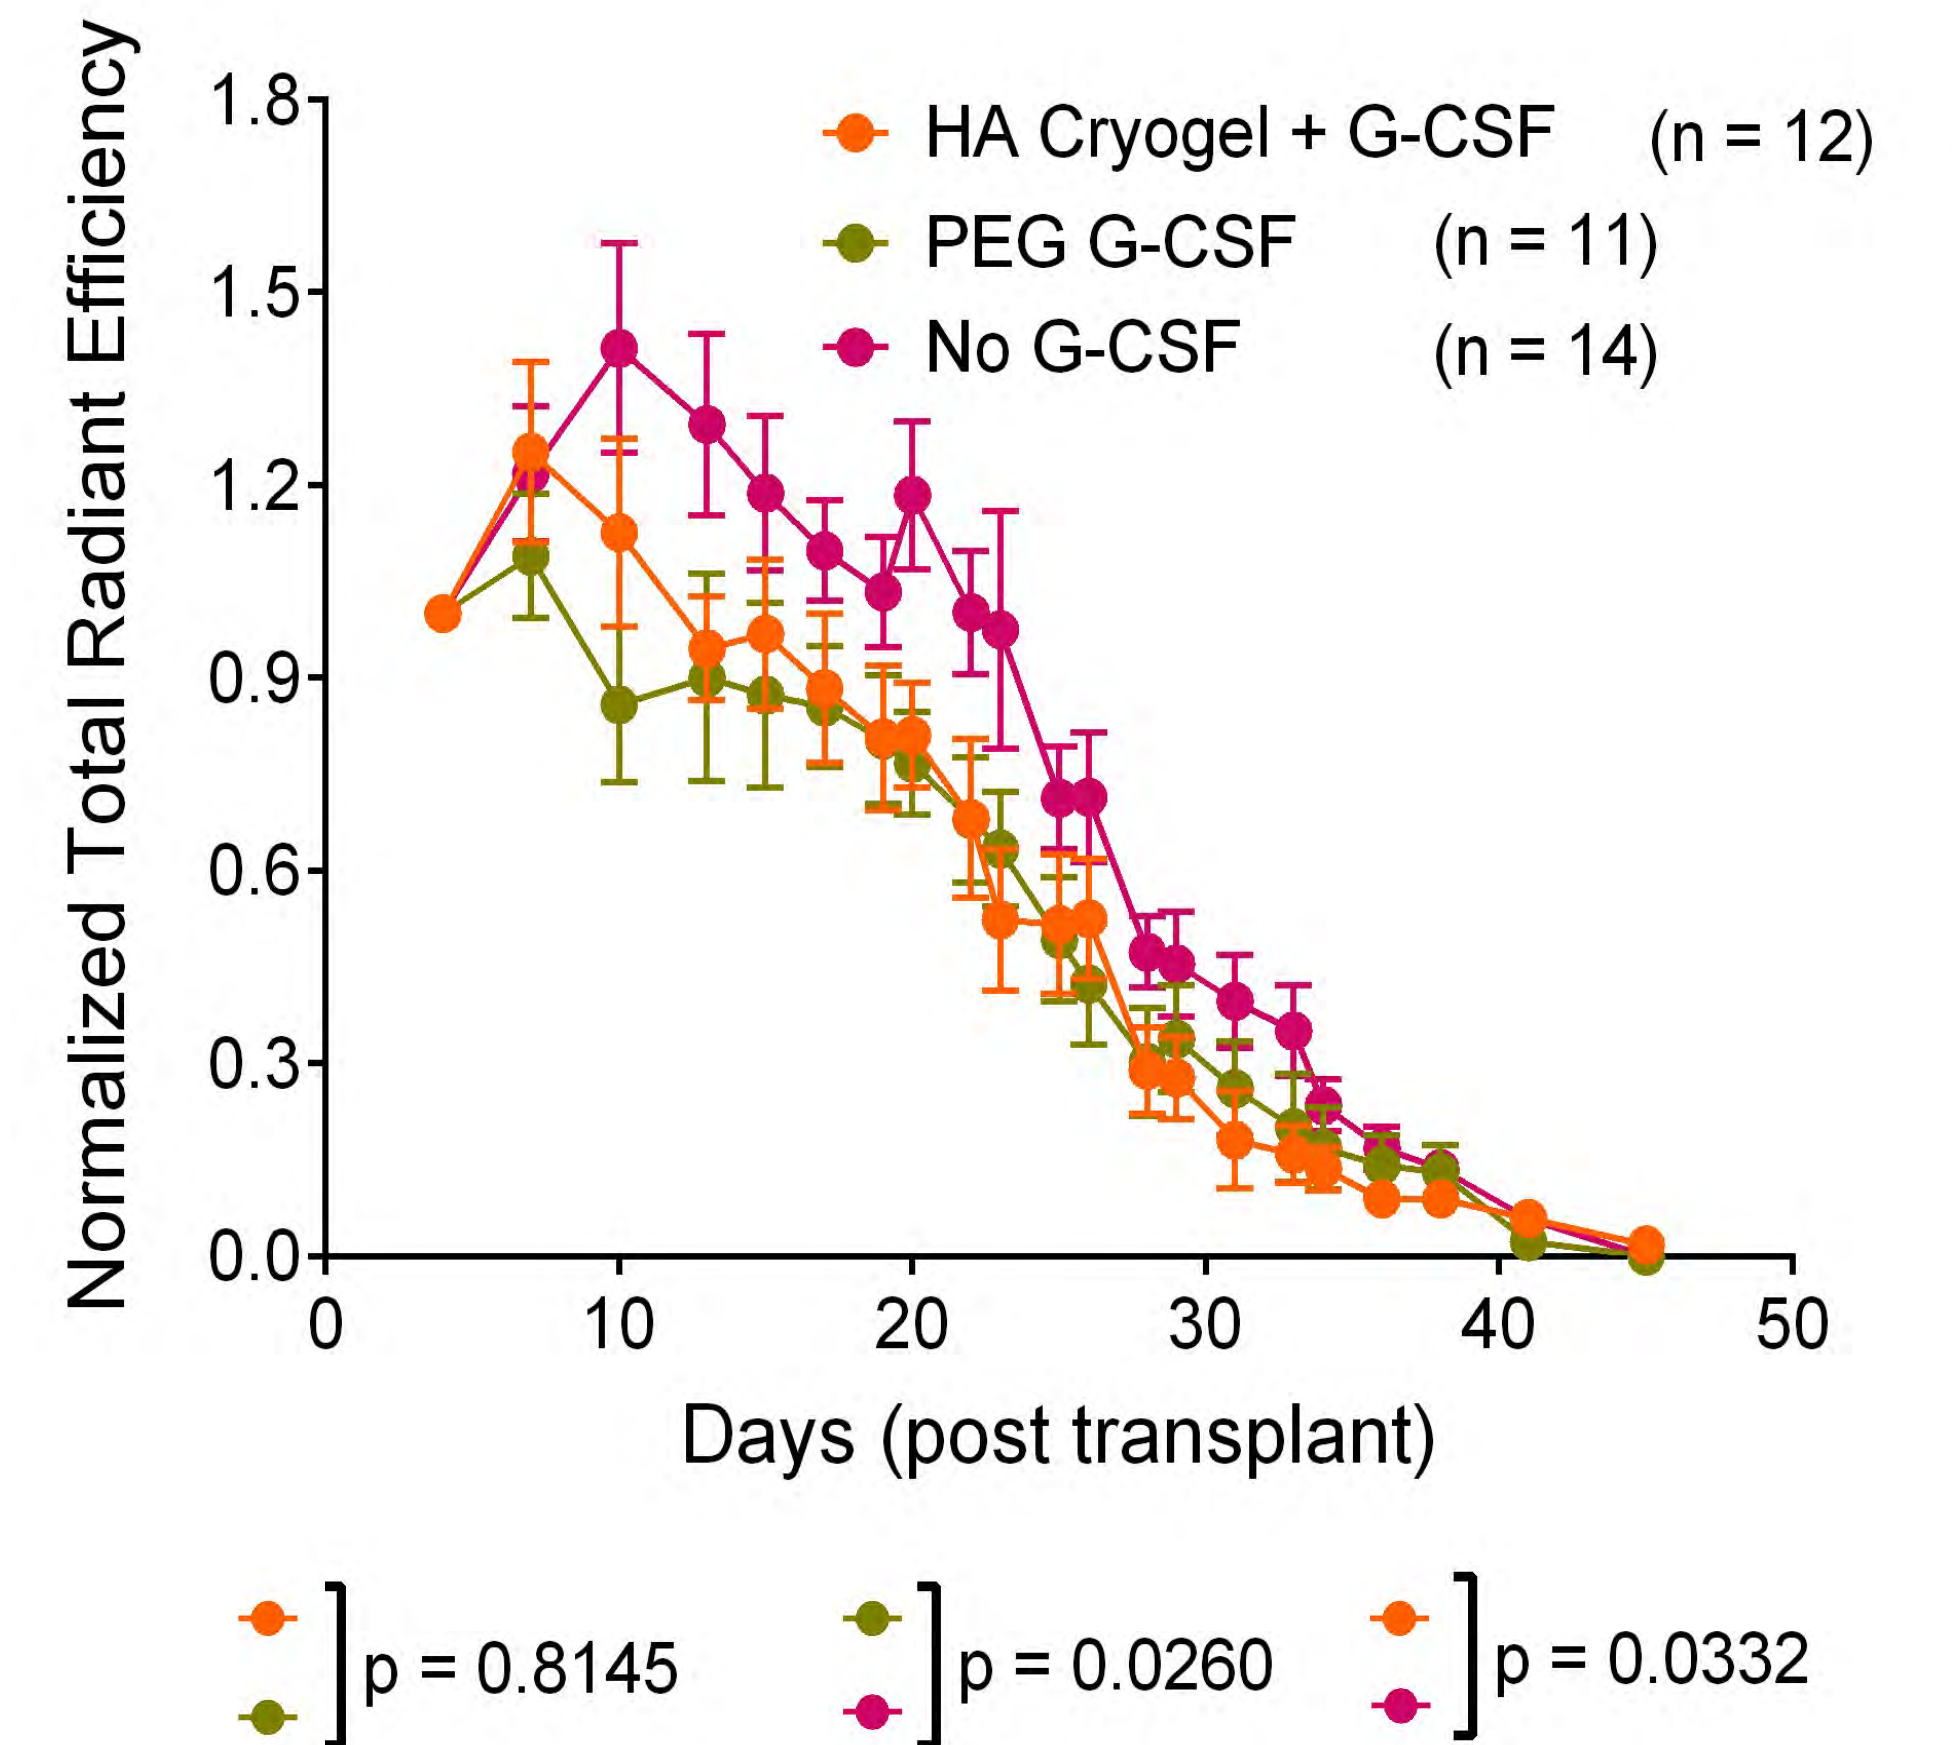 Normalized Total Radiant Efficiency
1.8
1.5
1.2
0.9
0.6
0.3
0.0
HA Cryogel + G-CSF (n = 12)
PEG G-CSF (n = 11)
No G-CSF (n = 14)
0 10 20 30 40 50
Days (post transplant)
p = 0.8145 p = 0.0260 p = 0.0332